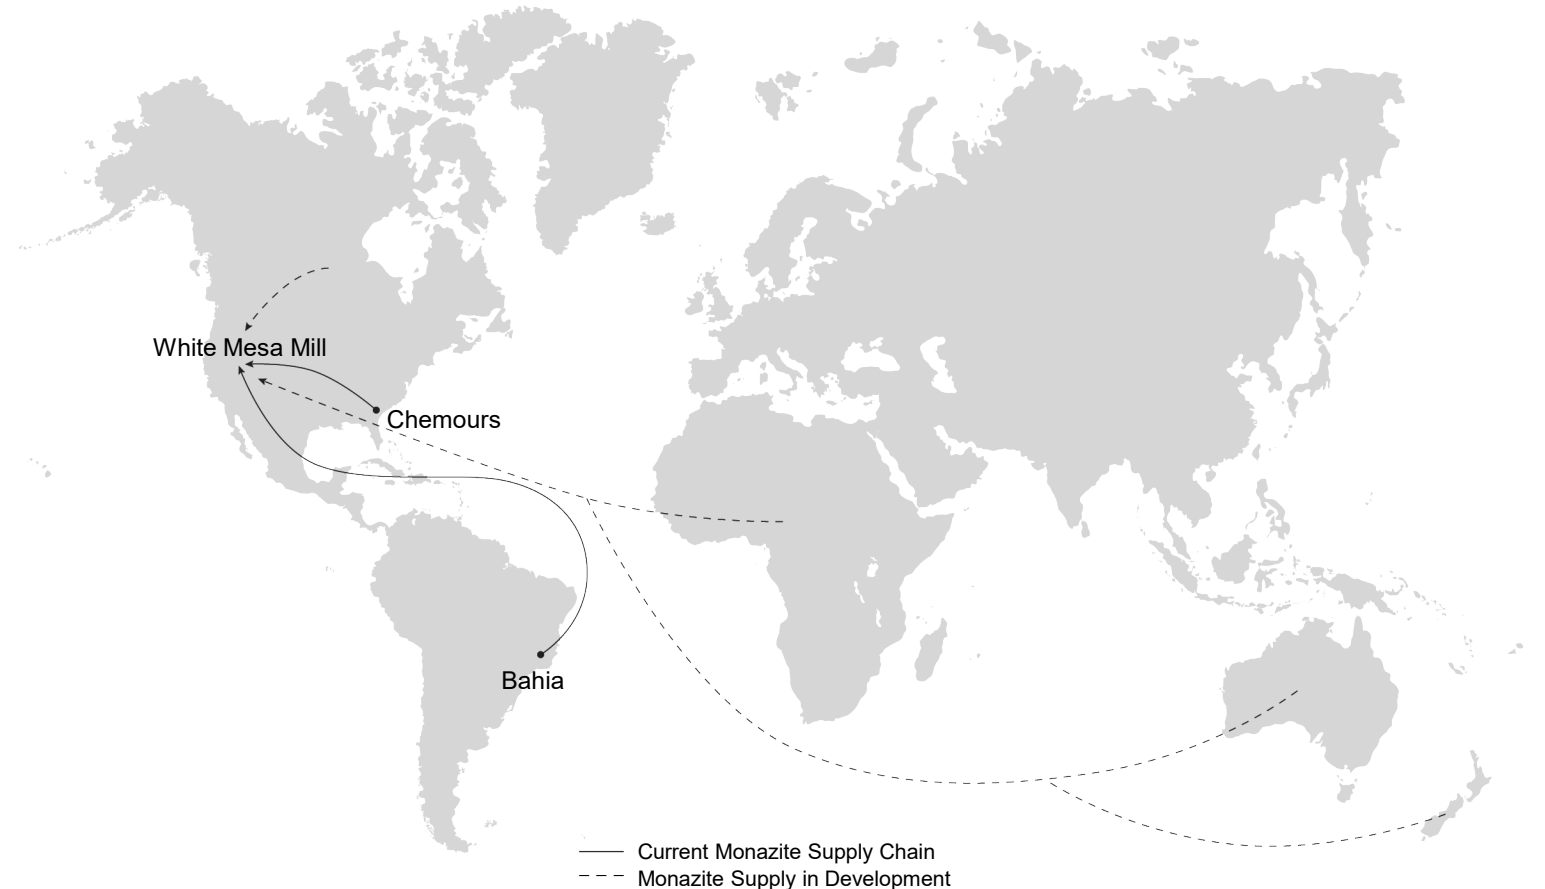 White Mesa Mill
Chemours
Bahia
Current Monazite Supply Chain
Monazite Supply in Development